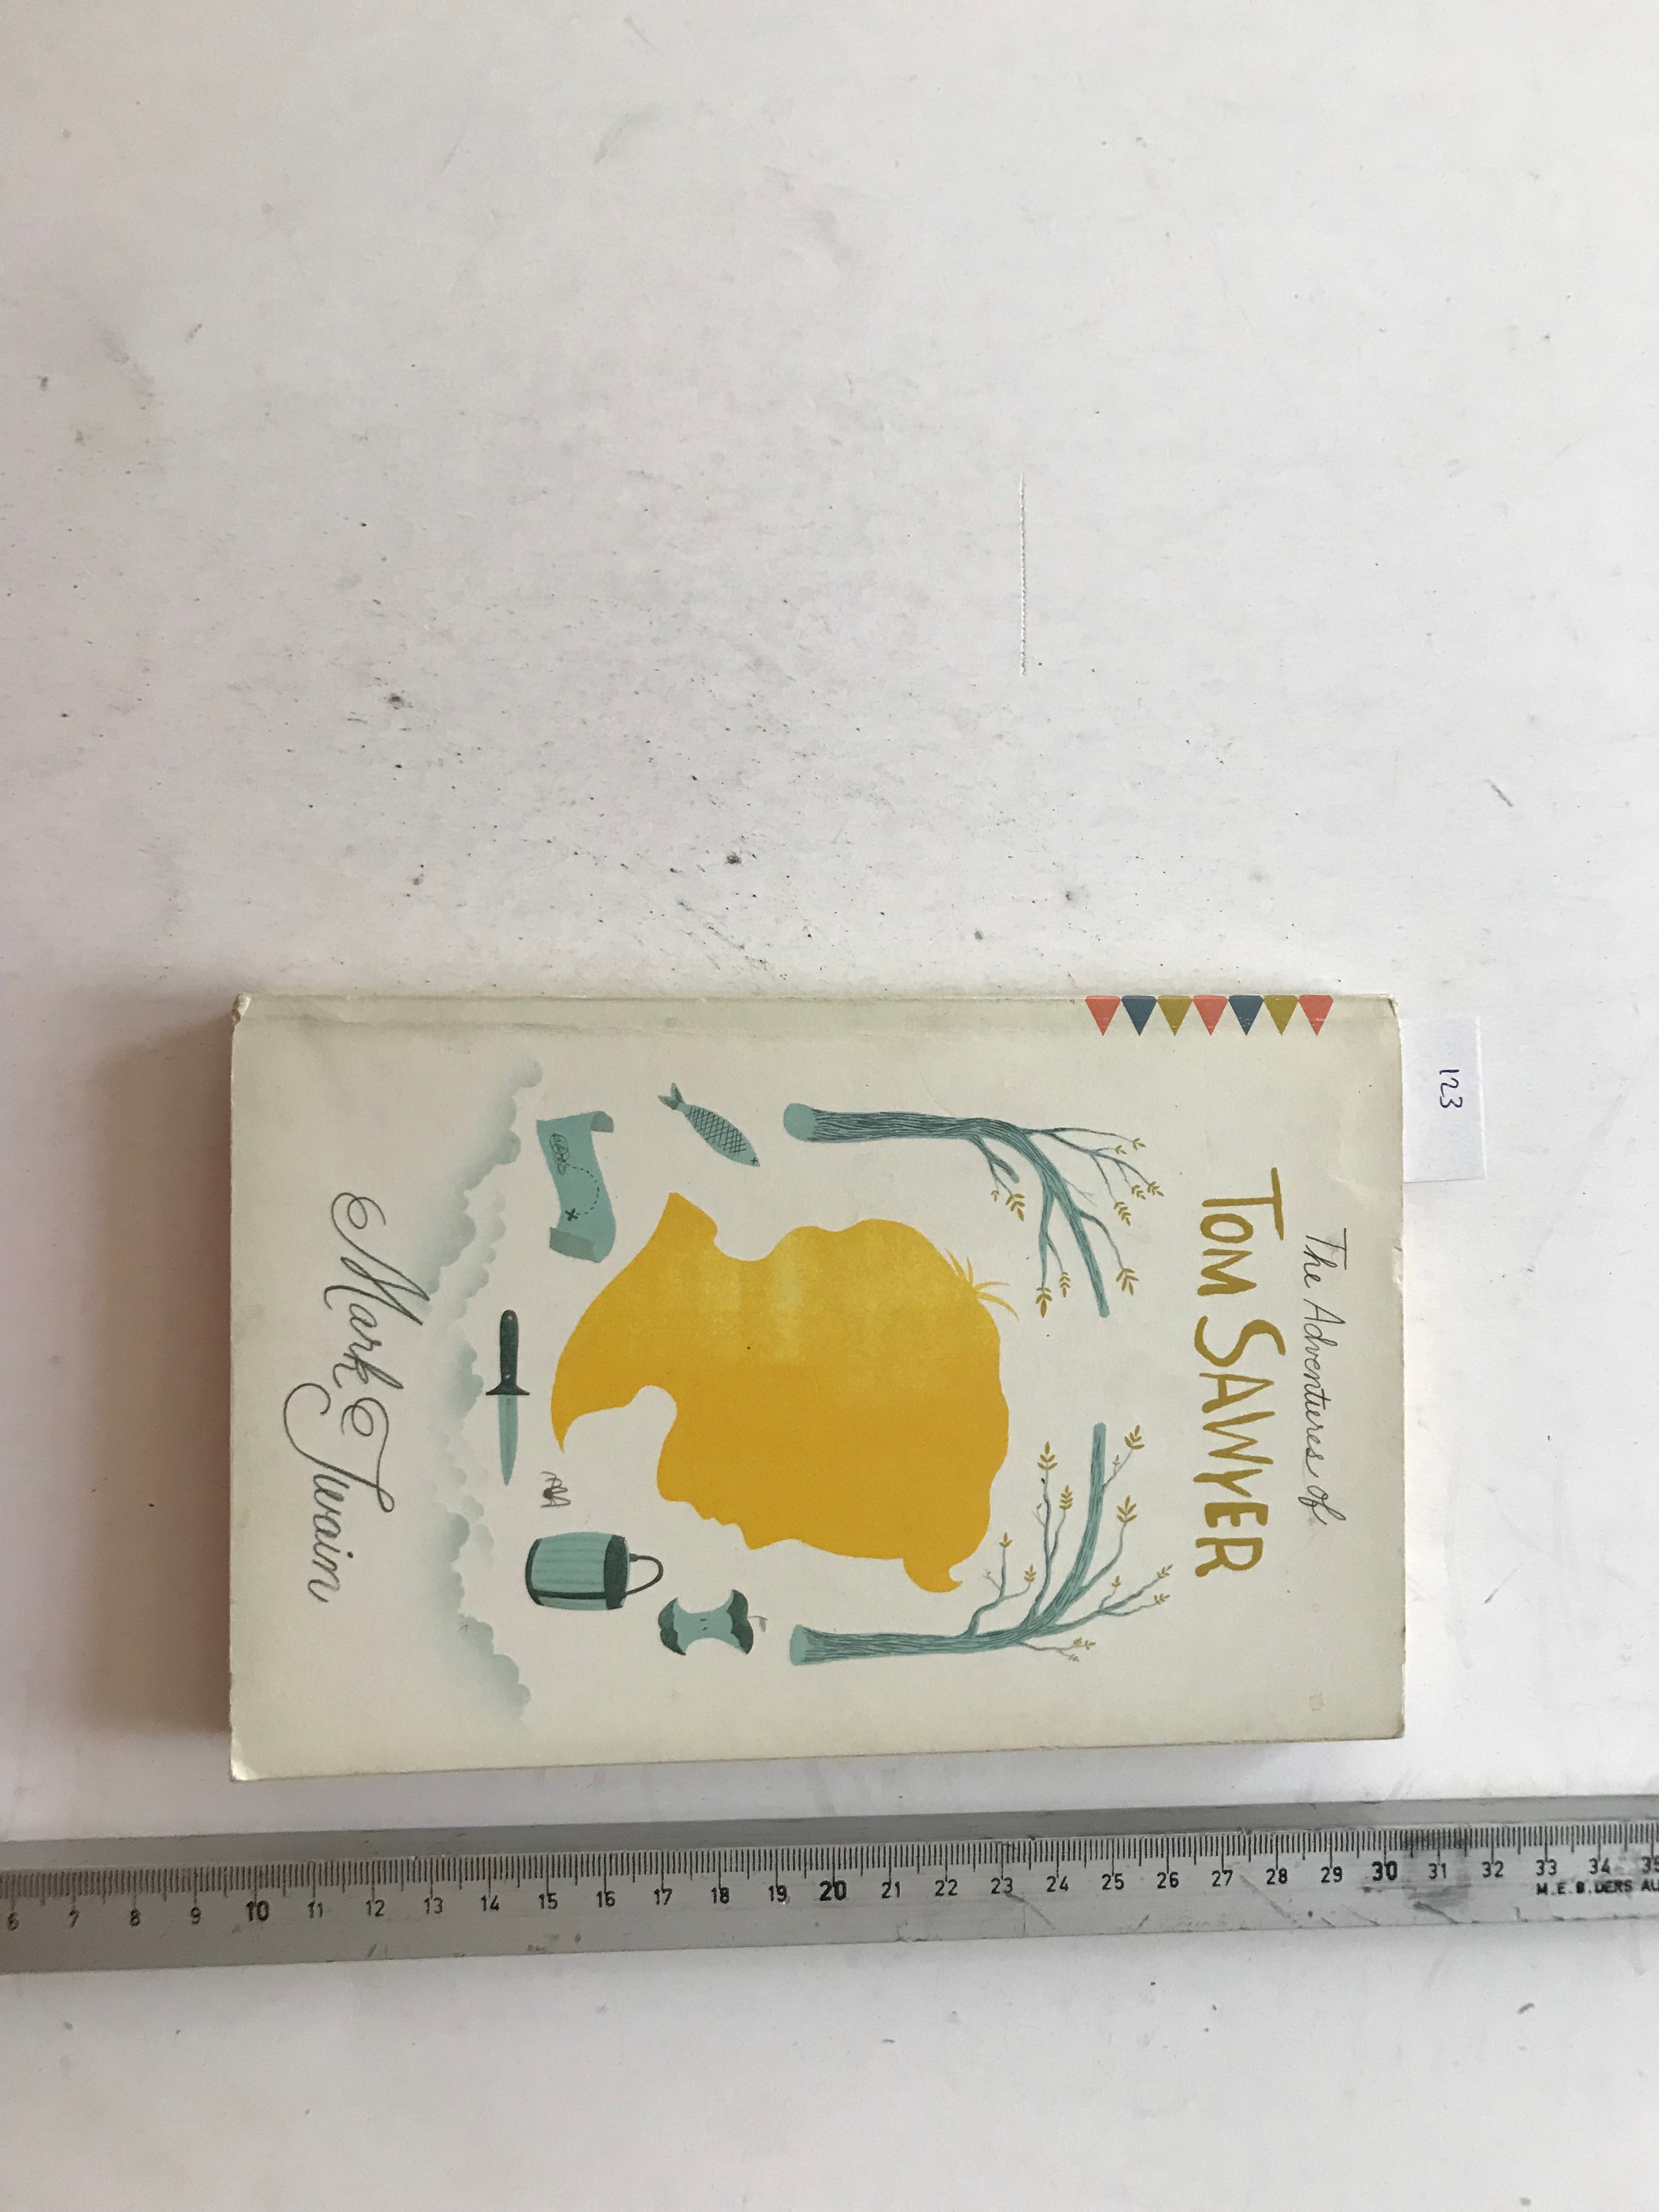 The Adventures of
TOM SAWYER
Mark Twain
123
6 7 8 9 10 11 12 13 14 15 16 17 18 19 20 21 22 23 24 25 26 27 28 29 30 31 32 33 34 35